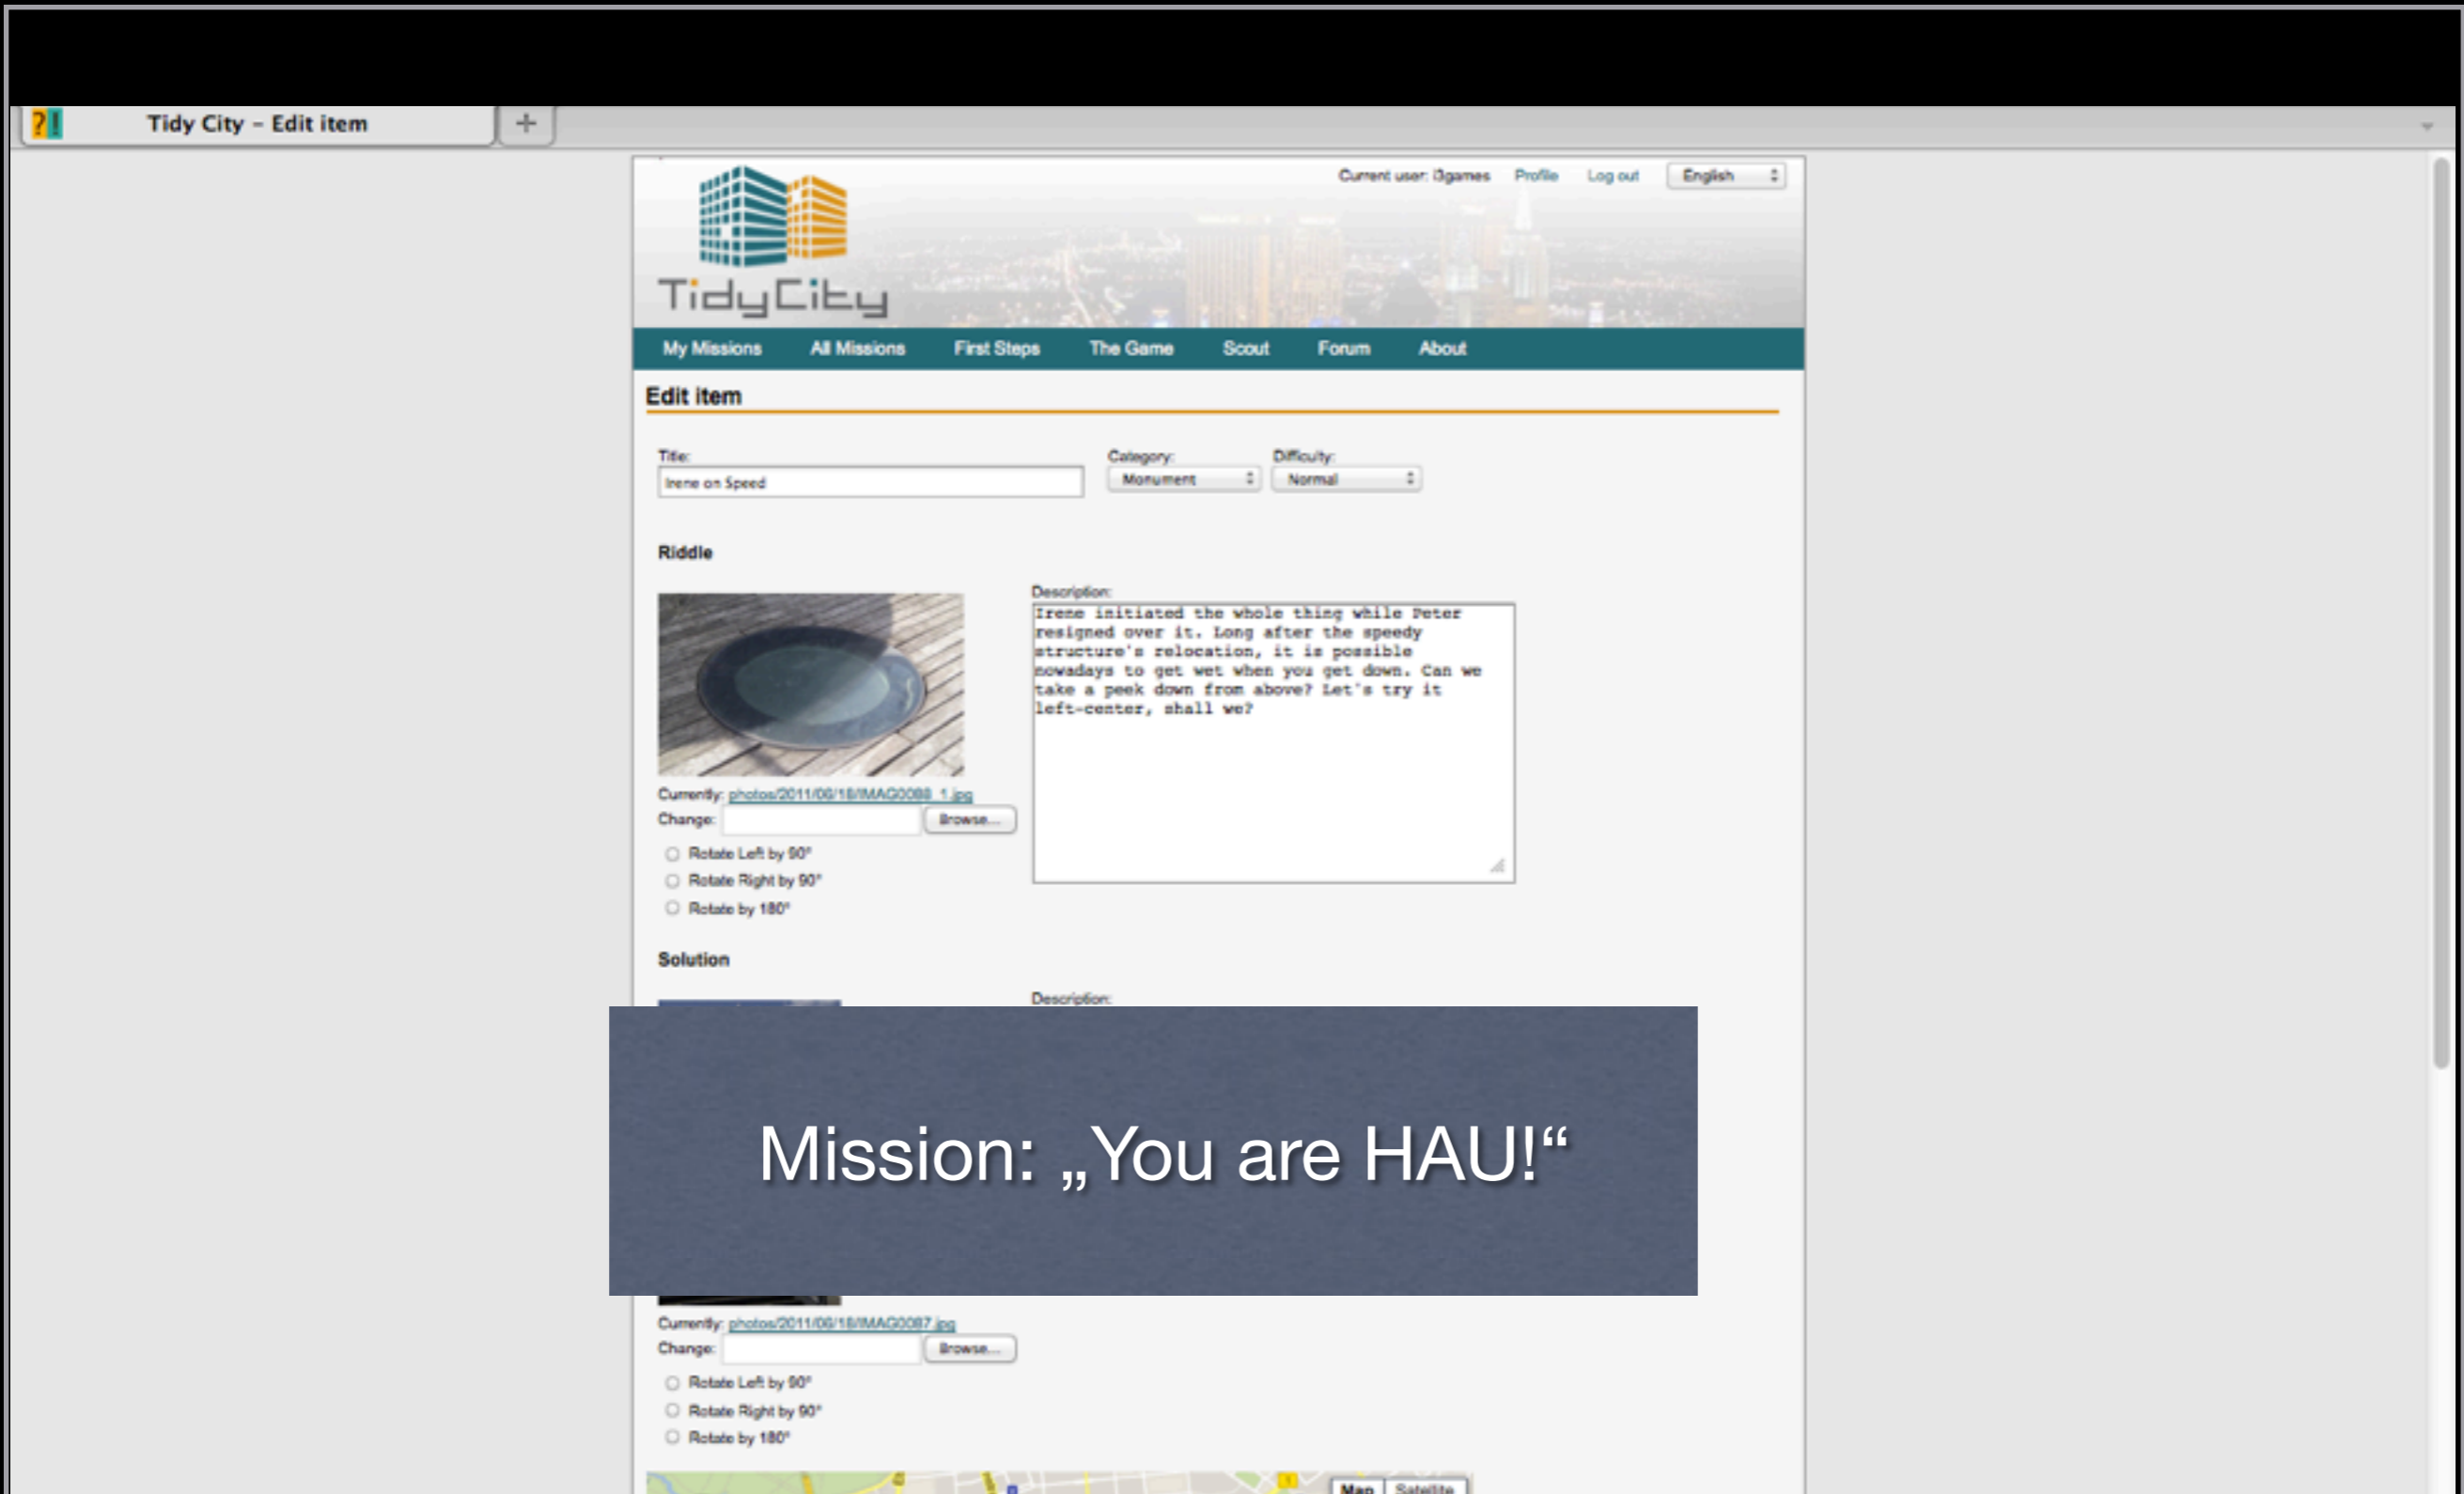 ?! Tidy City – Edit item +
Current user: i3games Profile Log out English
TidyCity
My Missions All Missions First Steps The Game Scout Forum About
Edit item
Title: Category: Difficulty:
Irene on Speed Monument Normal
Riddle
Description:
Irene initiated the whole thing while Peter
resigned over it. Long after the speedy
structure's relocation, it is possible
nowadays to get wet when you get down. Can we
take a peek down from above? Let's try it
left-center, shall we?
Currently: photos/2011/06/18/IMAG0088_1.jpg
Change: Browse...
Rotate Left by 90°
Rotate Right by 90°
Rotate by 180°
Solution
Description:
Mission: „You are HAU!“
Currently: photos/2011/06/18/IMAG0087.jpg
Change: Browse...
Rotate Left by 90°
Rotate Right by 90°
Rotate by 180°
Map Satellite